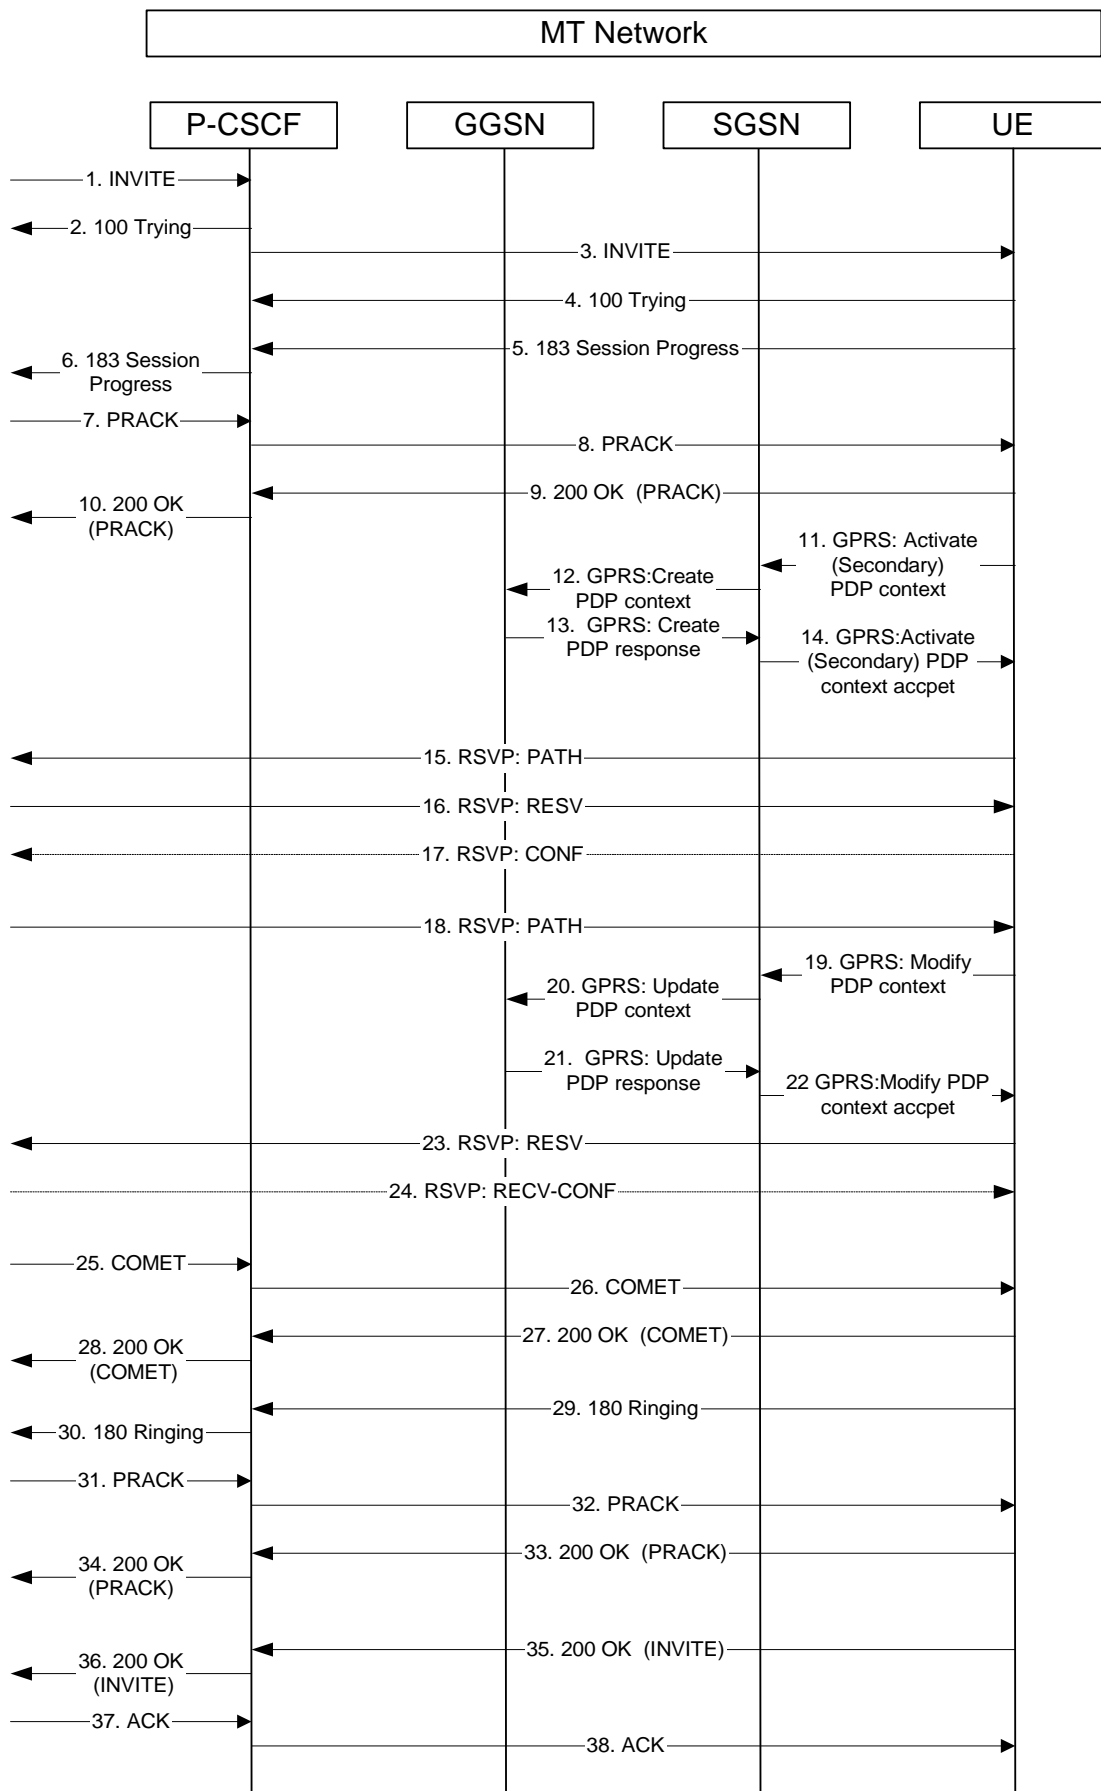 MT Network
P-CSCF
GGSN
SGSN
UE
1. INVITE
2. 100 Trying
3. INVITE
4. 100 Trying
5. 183 Session Progress
6. 183 Session
Progress
7. PRACK
8. PRACK
9. 200 OK  (PRACK)
10. 200 OK
(PRACK)
11. GPRS: Activate
(Secondary)
PDP context
12. GPRS:Create
PDP context
13.  GPRS: Create
PDP response
14. GPRS:Activate
(Secondary) PDP
context accpet
15. RSVP: PATH
16. RSVP: RESV
17. RSVP: CONF
18. RSVP: PATH
19. GPRS: Modify
PDP context
20. GPRS: Update
PDP context
21.  GPRS: Update
PDP response
22 GPRS:Modify PDP
context accpet
23. RSVP: RESV
24. RSVP: RECV-CONF
25. COMET
26. COMET
27. 200 OK  (COMET)
28. 200 OK
(COMET)
29. 180 Ringing
30. 180 Ringing
31. PRACK
32. PRACK
33. 200 OK  (PRACK)
34. 200 OK
(PRACK)
35. 200 OK  (INVITE)
36. 200 OK
(INVITE)
37. ACK
38. ACK